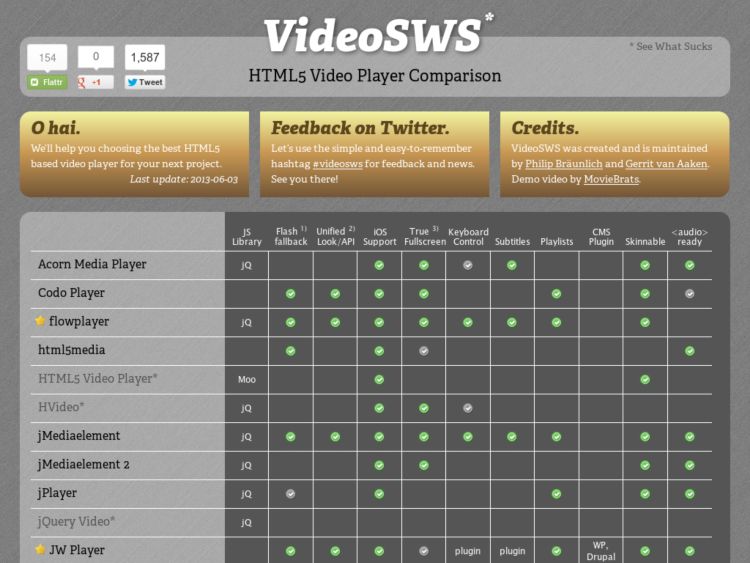 VideoSWS*
* See What Sucks
HTML5 Video Player Comparison
154
0
1,587
Flattr
+1
Tweet
O hai.
We'll help you choosing the best HTML5
based video player for your next project.
Last update: 2013-06-03
Feedback on Twitter.
Let's use the simple and easy-to-remember
hashtag #videosws for feedback and news.
See you there!
Credits.
VideoSWS was created and is maintained
by Philip Bräunlich and Gerrit van Aaken.
Demo video by MovieBrats.
JS Library
Flash 1) fallback
Unified 2) Look/API
iOS Support
True 3) Fullscreen
Keyboard Control
Subtitles
Playlists
CMS Plugin
Skinnable
<audio> ready
Acorn Media Player jQ
Codo Player
flowplayer jQ
html5media
HTML5 Video Player* Moo
HVideo* jQ
jMediaelement jQ
jMediaelement 2 jQ
jPlayer jQ
jQuery Video* jQ
JW Player plugin plugin WP, Drupal